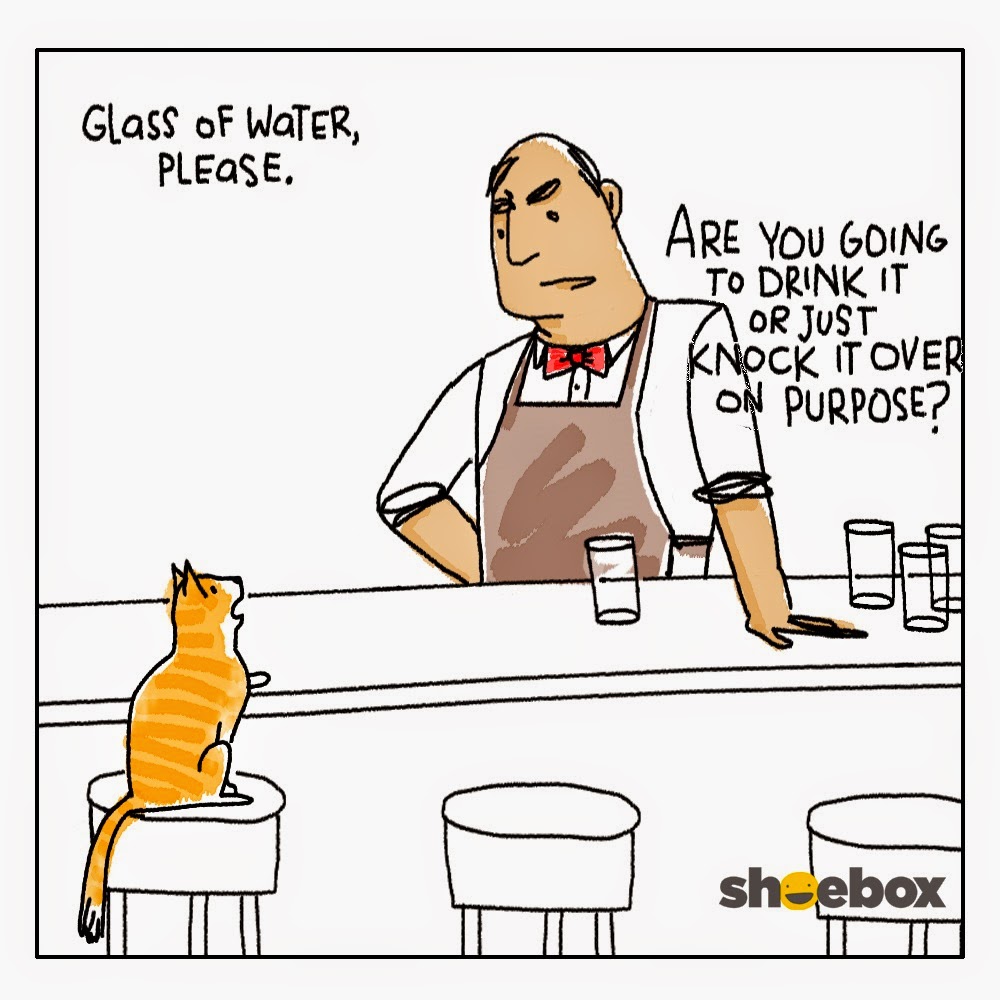 GLaSS OF WaTER,
PLEaSE.
ARE YOU GOING
TO DRINK IT
OR JUST
KNOCK IT OVER
ON PURPOSE?
shoebox